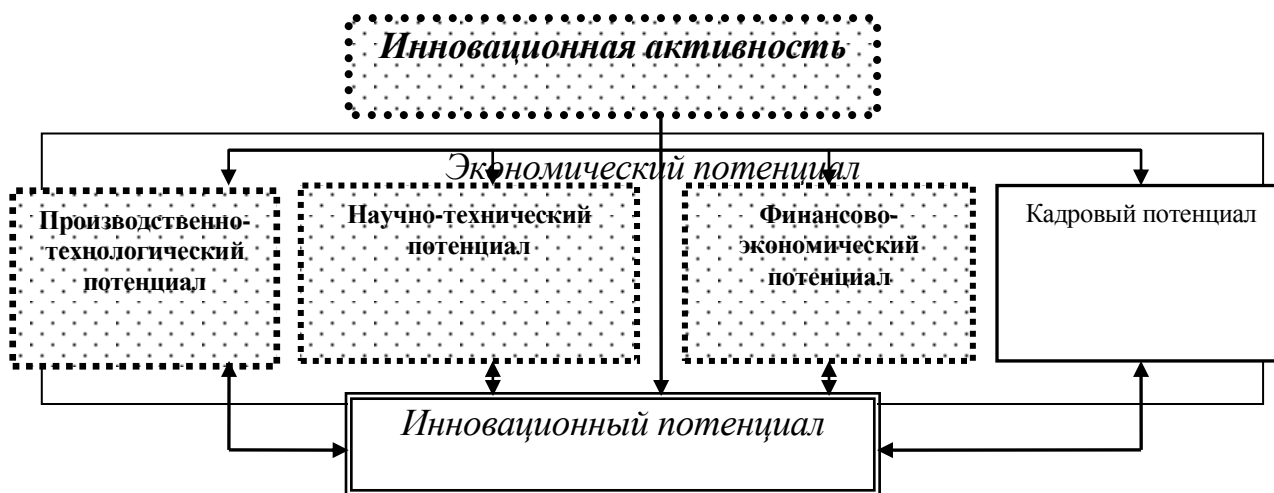 Инновационная активность
Экономический потенциал
Производственно-
технологический
потенциал
Научно-технический
потенциал
Финансово-
экономический
потенциал
Кадровый потенциал
Инновационный потенциал